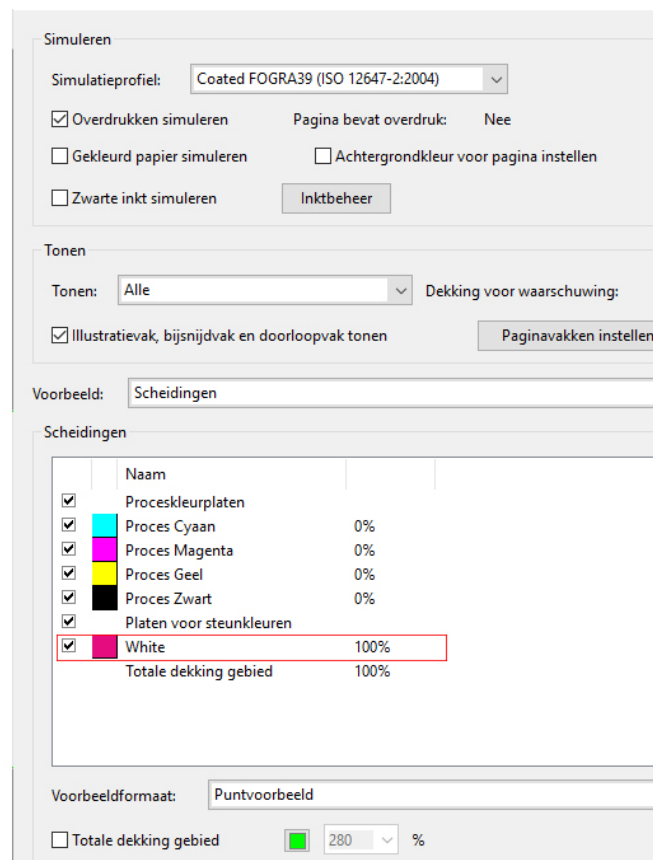 Simuleren
Simulatieprofiel: Coated FOGRA39 (ISO 12647-2:2004)
Overdrukken simuleren Pagina bevat overdruk: Nee
Gekleurd papier simuleren Achtergrondkleur voor pagina instellen
Zwarte inkt simuleren Inktbeheer
Tonen
Tonen: Alle Dekking voor waarschuwing:
Illustratievak, bijsnijdvak en doorloopvak tonen Paginavakken instellen
Voorbeeld: Scheidingen
Scheidingen
Naam
Proceskleurplaten
Proces Cyaan 0%
Proces Magenta 0%
Proces Geel 0%
Proces Zwart 0%
Platen voor steunkleuren
White 100%
Totale dekking gebied 100%
Voorbeeldformaat: Puntvoorbeeld
Totale dekking gebied 280 %